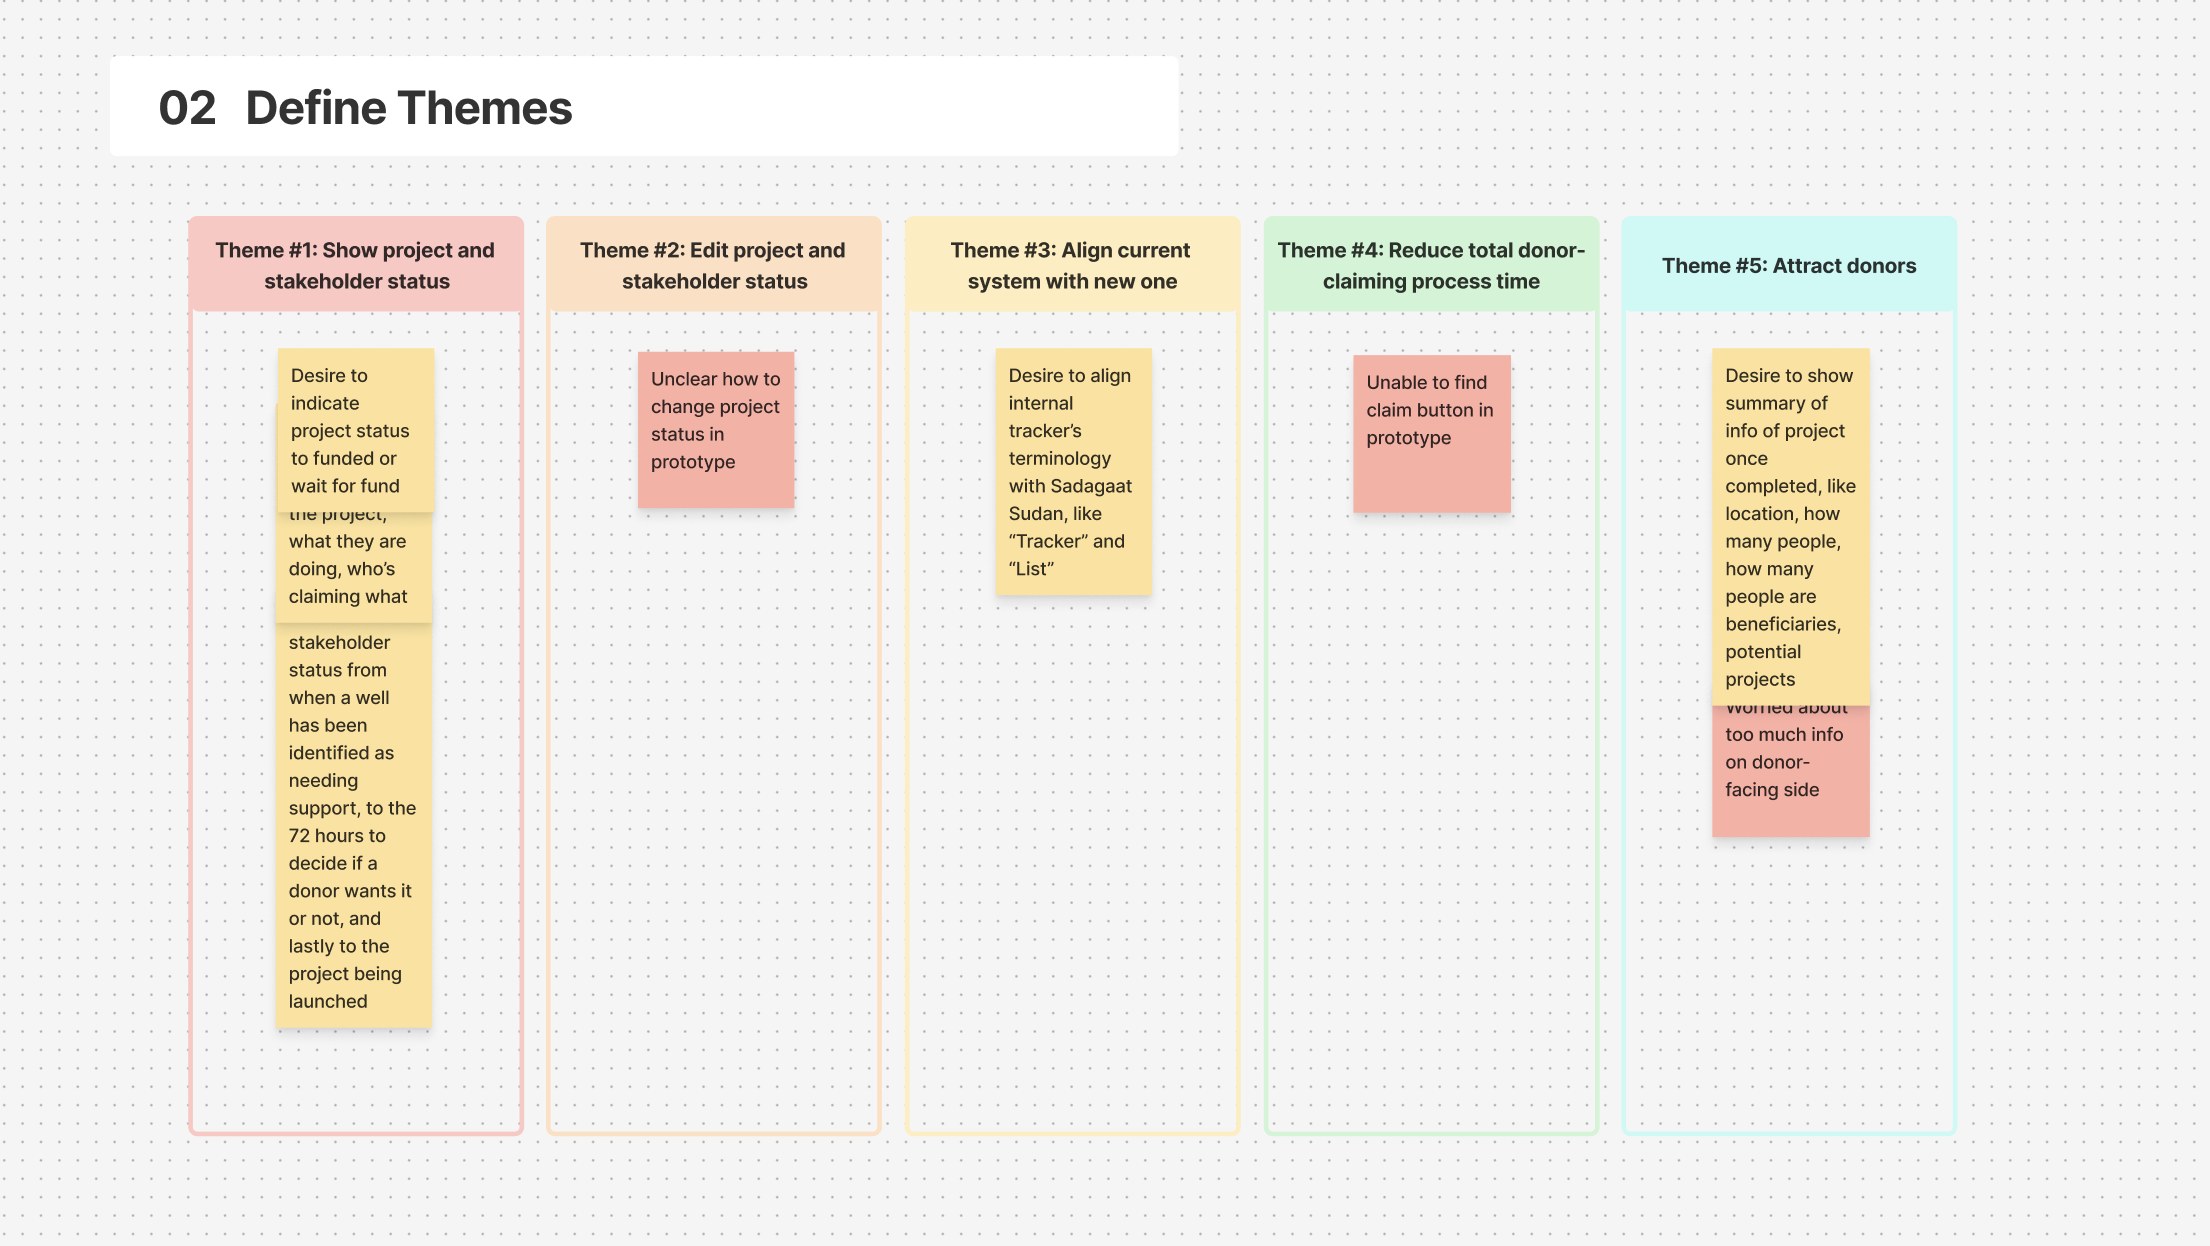 02 Define Themes
Theme #1: Show project and
stakeholder status
Desire to
indicate
project status
to funded or
wait for fund
the project,
what they are
doing, who’s
claiming what
stakeholder
status from
when a well
has been
identified as
needing
support, to the
72 hours to
decide if a
donor wants it
or not, and
lastly to the
project being
launched
Theme #2: Edit project and
stakeholder status
Unclear how to
change project
status in
prototype
Theme #3: Align current
system with new one
Desire to align
internal
tracker’s
terminology
with Sadagaat
Sudan, like
“Tracker” and
“List”
Theme #4: Reduce total donor-
claiming process time
Unable to find
claim button in
prototype
Theme #5: Attract donors
Desire to show
summary of
info of project
once
completed, like
location, how
many people,
how many
people are
beneficiaries,
potential
projects
Worried about
too much info
on donor-
facing side